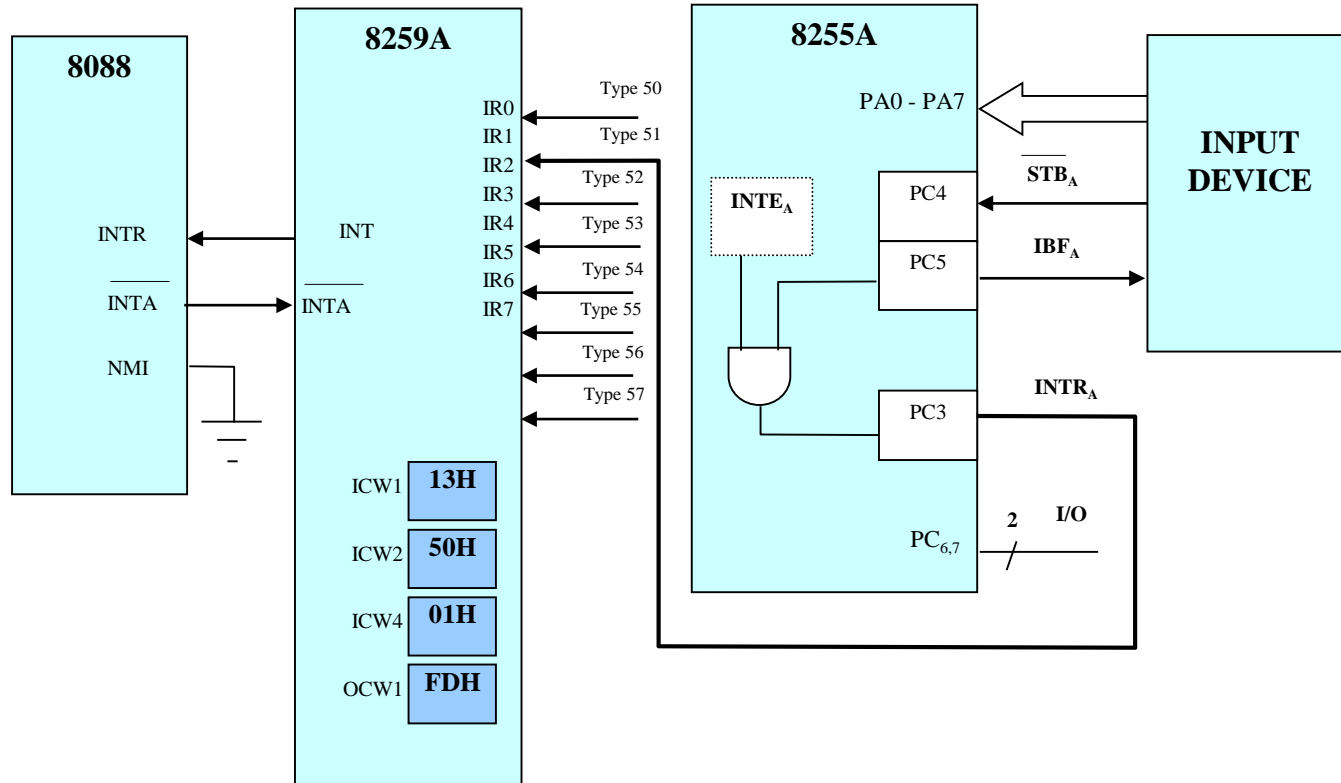 8088
INTR
INTA
NMI
8259A
IR0
IR1
IR2
IR3
IR4
IR5
IR6
IR7
INT
INTA
ICW1 13H
ICW2 50H
ICW4 01H
OCW1 FDH
Type 50
Type 51
Type 52
Type 53
Type 54
Type 55
Type 56
Type 57
8255A
PA0 - PA7
INTEA
PC4
PC5
PC3
PC6,7
STBA
IBFA
INTRA
2 I/O
INPUT
DEVICE